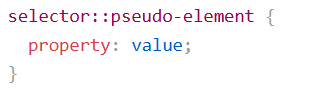 selector::pseudo-element {
  property: value;
}